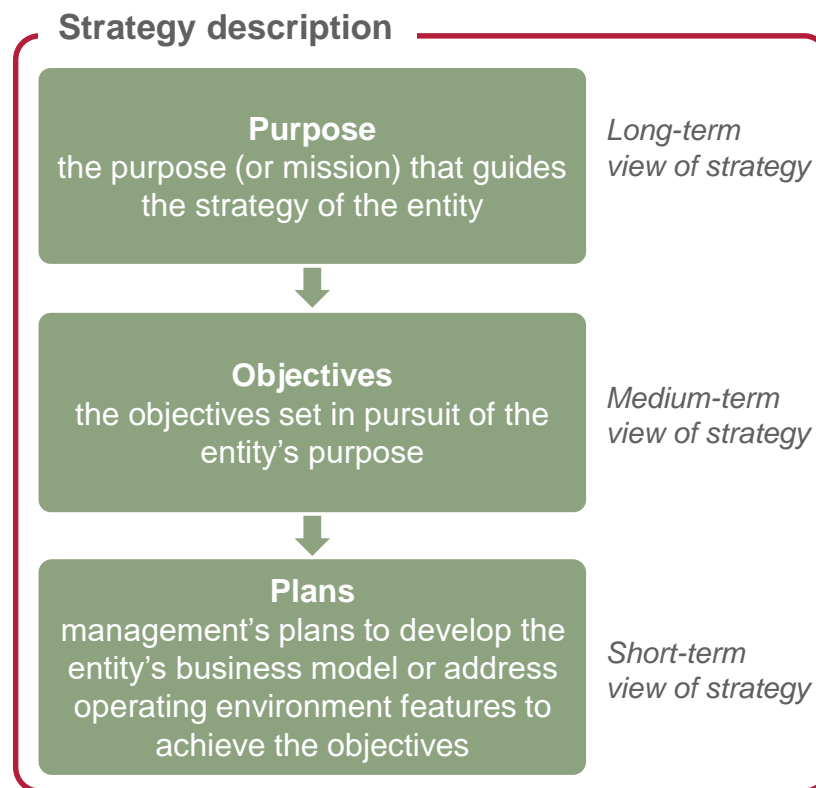 Strategy description
Purpose
the purpose (or mission) that guides
the strategy of the entity
Long-term
view of strategy
Objectives
the objectives set in pursuit of the
entity’s purpose
Medium-term
view of strategy
Plans
management’s plans to develop the
entity’s business model or address
operating environment features to
achieve the objectives
Short-term
view of strategy